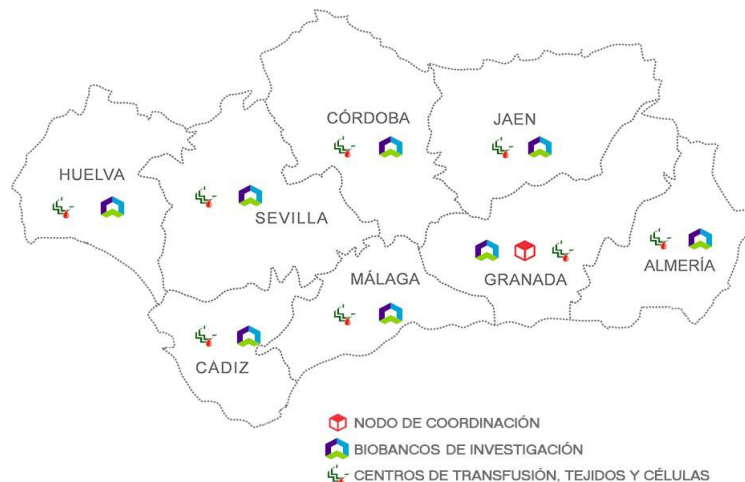 CÓRDOBA
JAEN
HUELVA
SEVILLA
MÁLAGA
GRANADA
ALMERÍA
CÁDIZ
NODO DE COORDINACIÓN
BIOBANCOS DE INVESTIGACIÓN
CENTROS DE TRANSFUSIÓN, TEJIDOS Y CÉLULAS